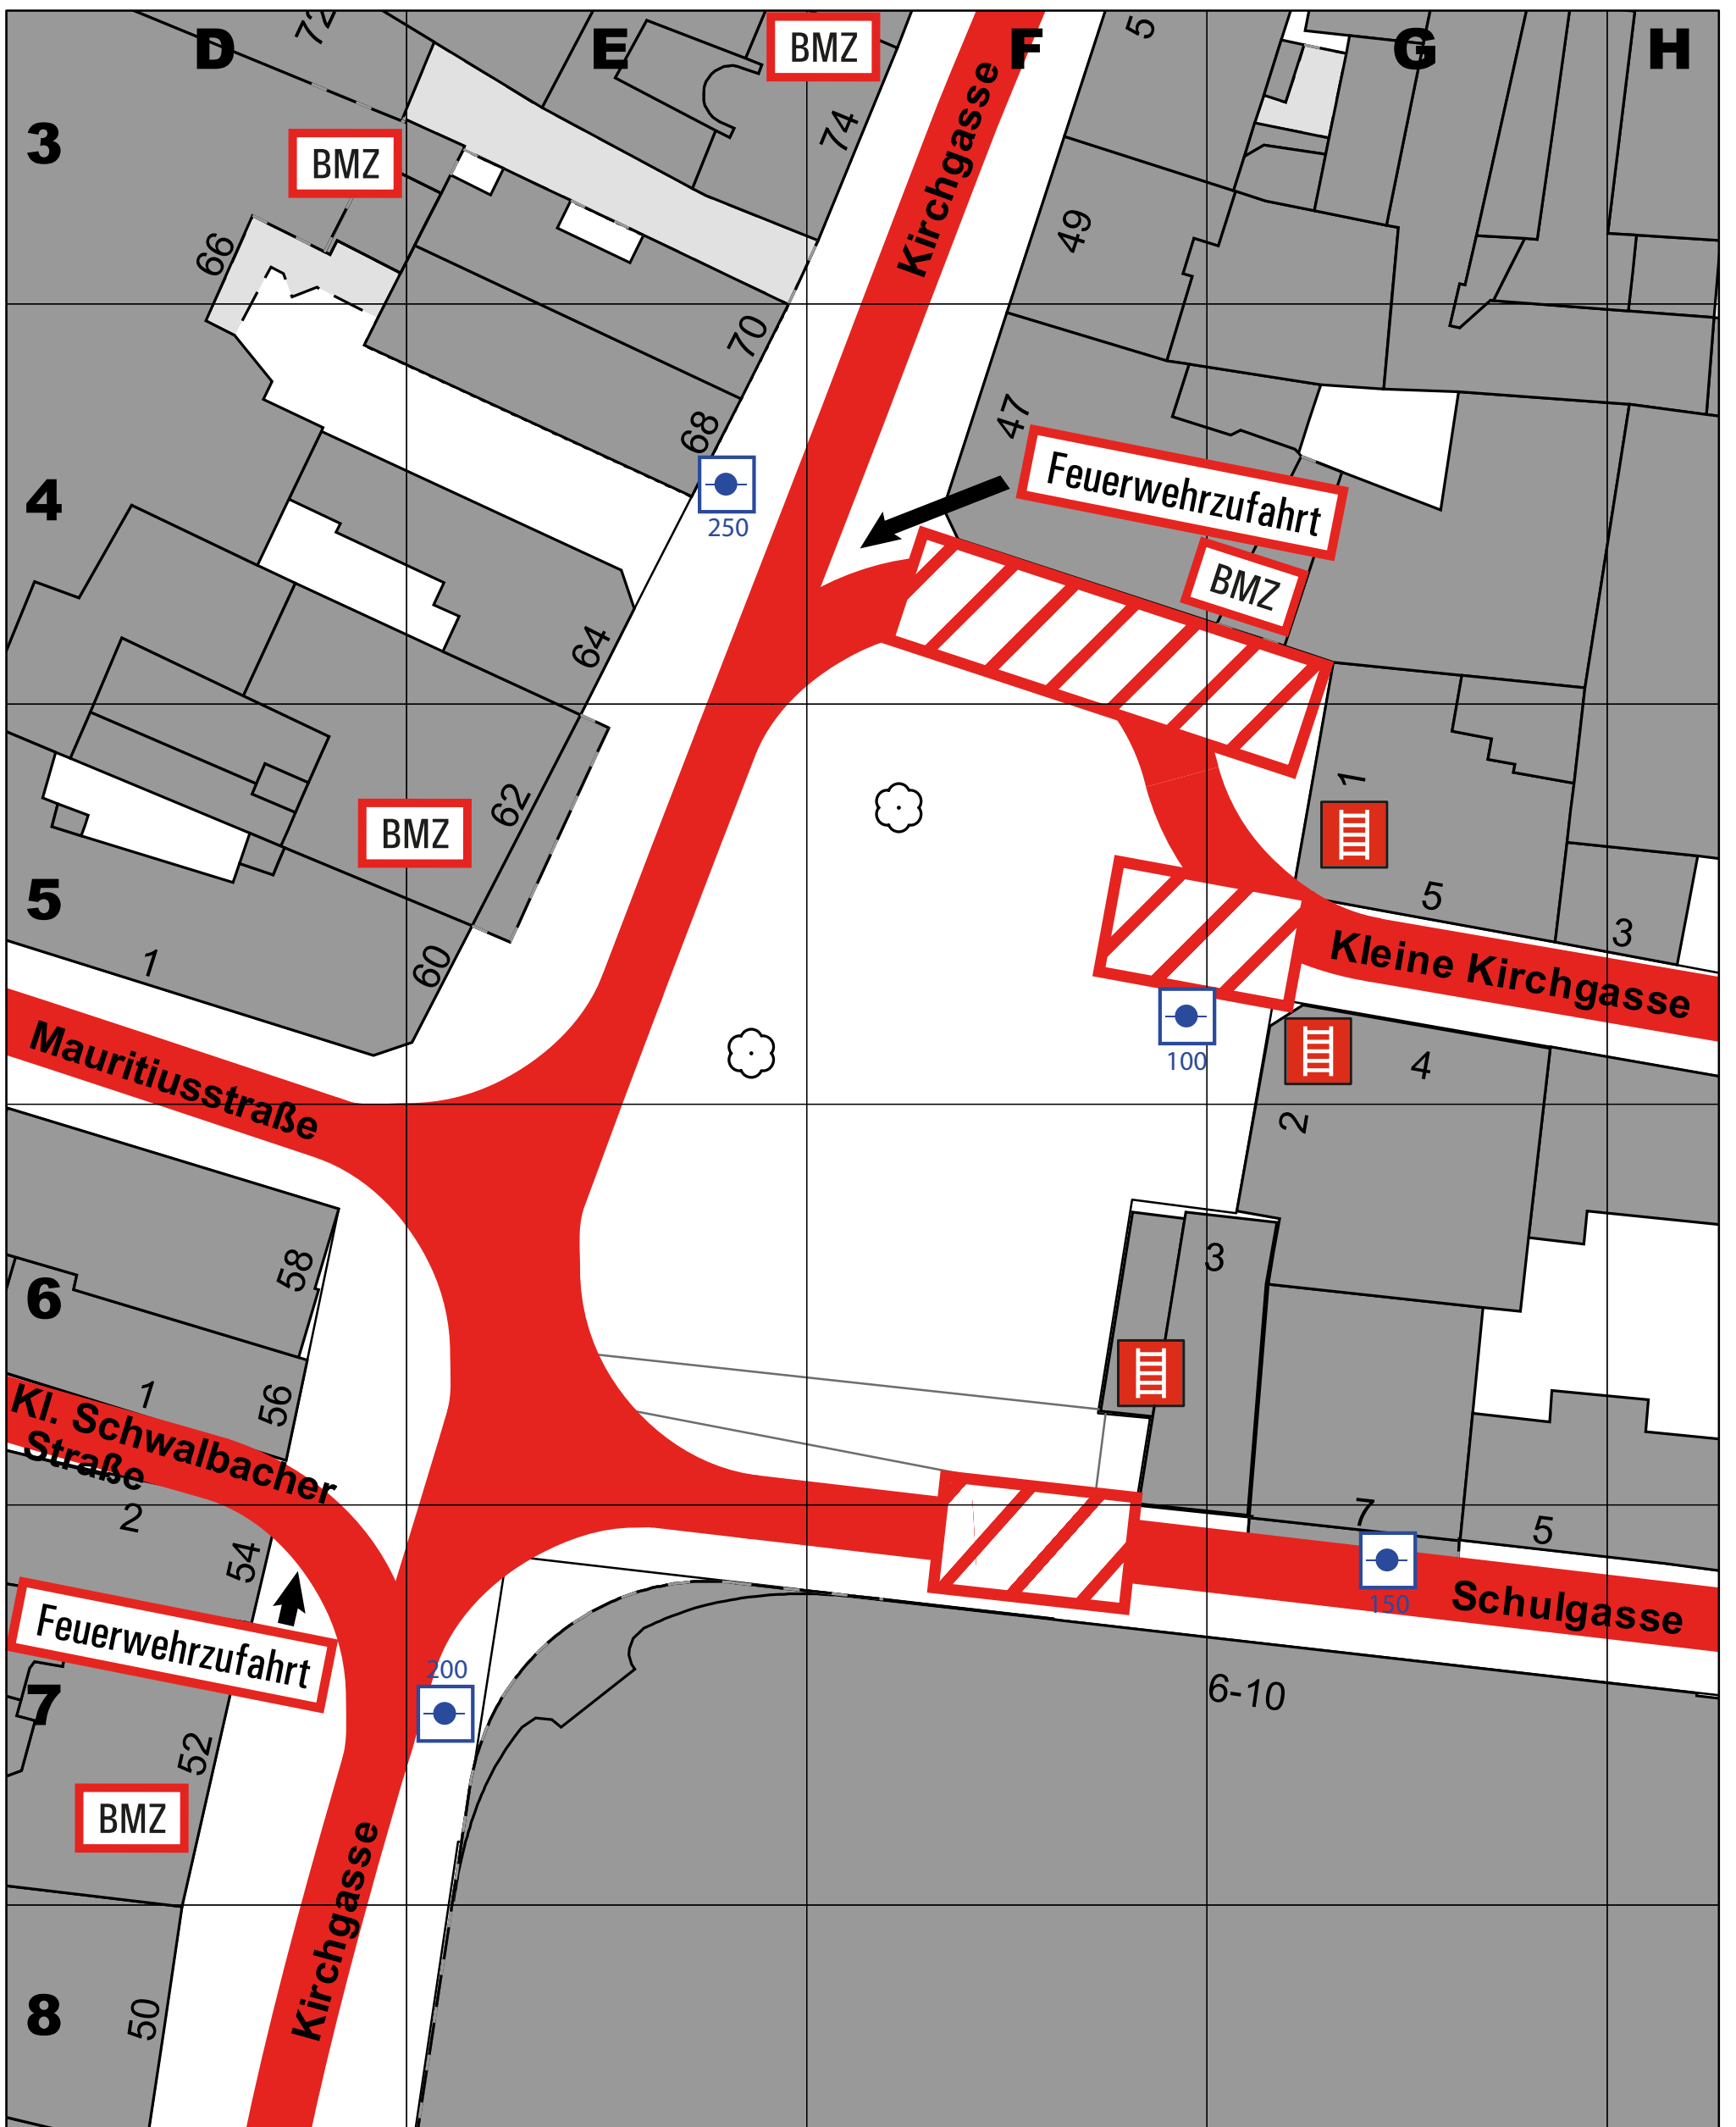 D
E
F
G
H
72
BMZ
74
5
Kirchgasse
3
BMZ
66
49
70
68
47
4
250
Feuerwehrzufahrt
BMZ
64
62
BMZ
1
5
5
3
1
60
Kleine Kirchgasse
Mauritiusstraße
100
4
2
58
6
3
1
56
Kl. Schwalbacher
Straße
2
54
7
5
150
Schulgasse
Feuerwehrzufahrt
200
6-10
7
52
BMZ
Kirchgasse
8
50